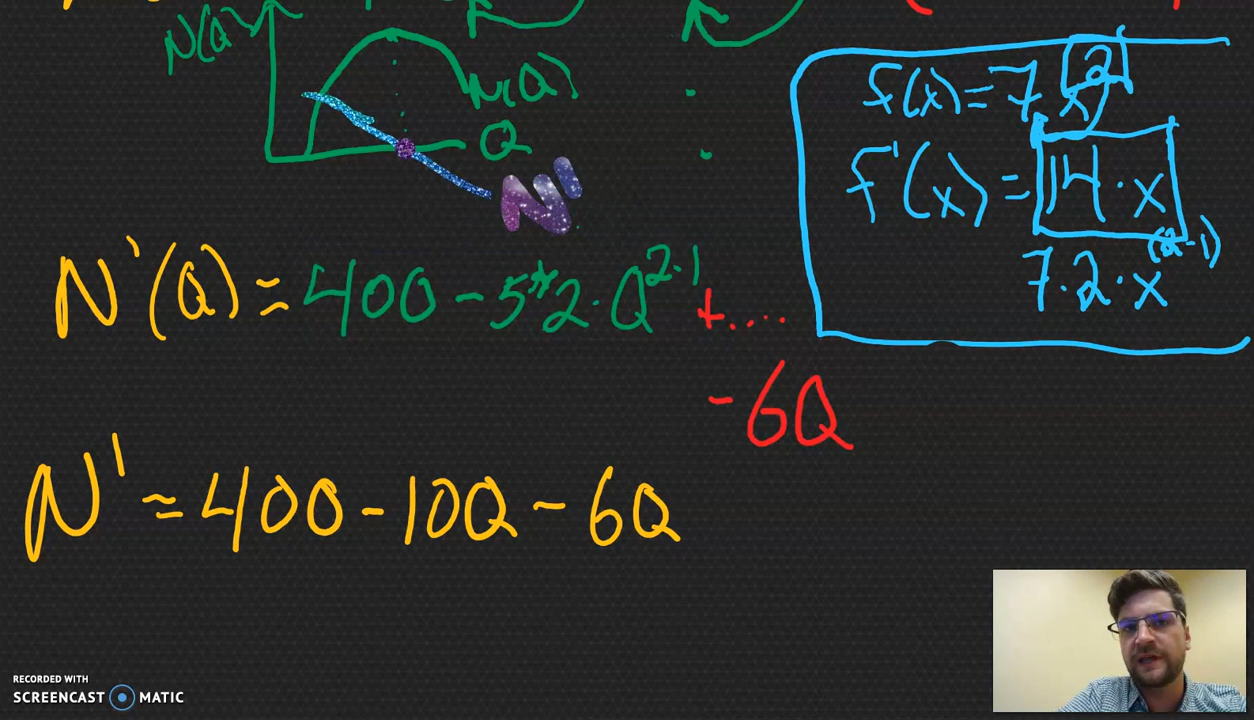 N(Q)
N(Q)
Q
N'
f(x) = 7x^2
f'(x) = 14·x
7·2·x^(2-1)
N'(Q) = 400 - 5*2·Q^2-1 + ....
- 6Q
N' = 400 - 10Q - 6Q
RECORDED WITH
SCREENCAST MATIC